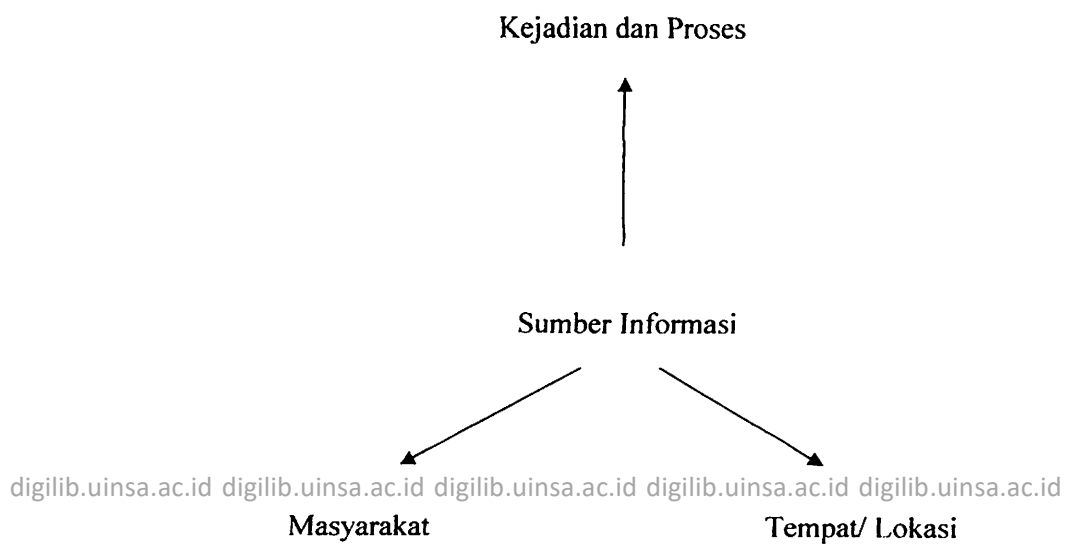 Kejadian dan Proses
Sumber Informasi
digilib.uinsa.ac.id digilib.uinsa.ac.id digilib.uinsa.ac.id digilib.uinsa.ac.id digilib.uinsa.ac.id
Masyarakat Tempat/ Lokasi